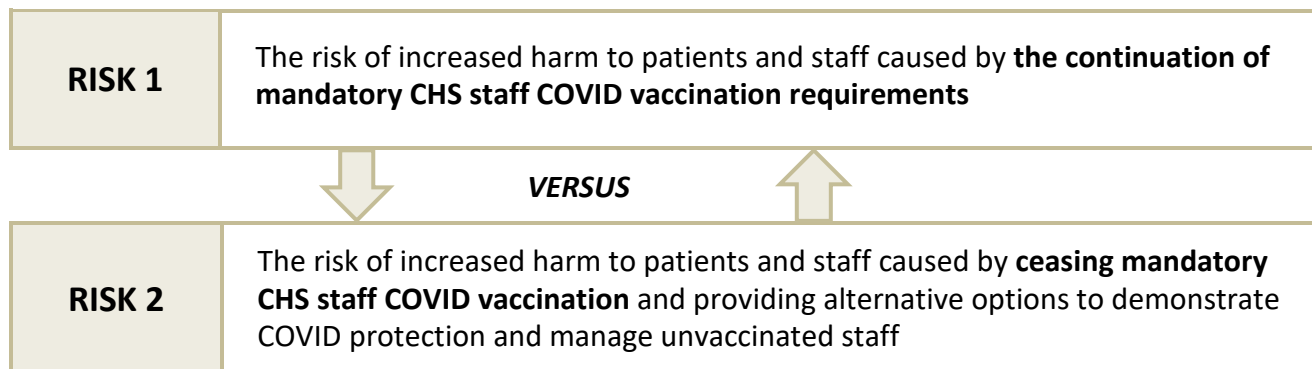 RISK 1
The risk of increased harm to patients and staff caused by the continuation of
mandatory CHS staff COVID vaccination requirements
VERSUS
RISK 2
The risk of increased harm to patients and staff caused by ceasing mandatory
CHS staff COVID vaccination and providing alternative options to demonstrate
COVID protection and manage unvaccinated staff